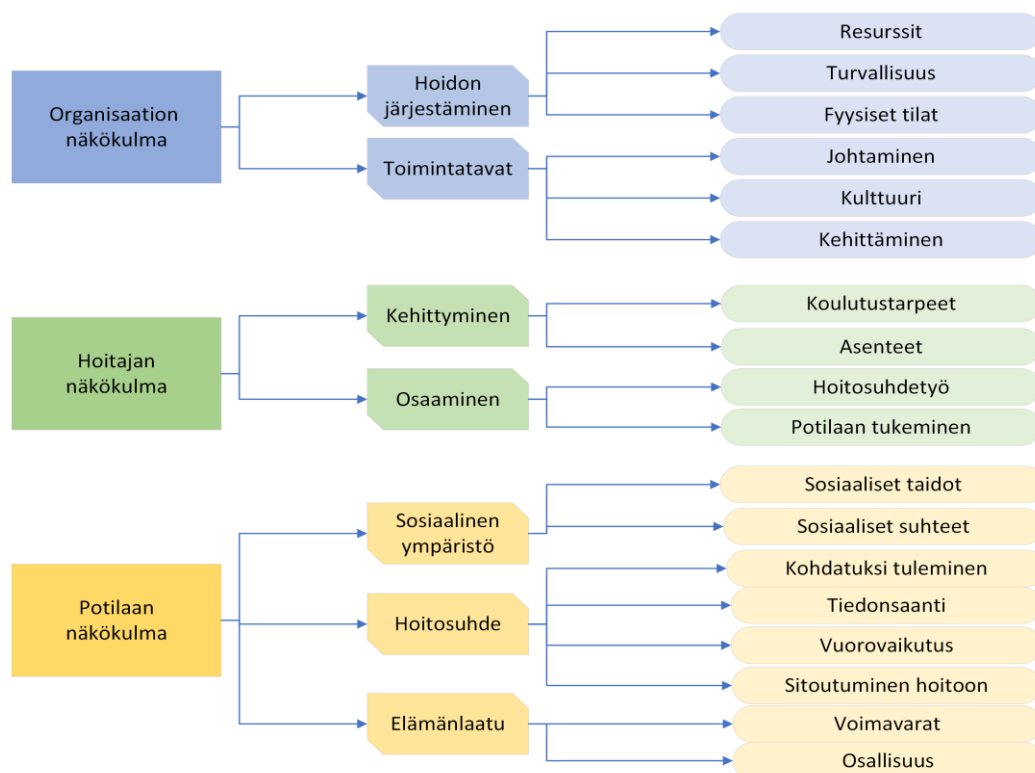 Organisaation
näkökulma
Hoidon
järjestäminen
Resurssit
Turvallisuus
Fyysiset tilat
Toimintatavat
Johtaminen
Kulttuuri
Kehittäminen
Hoitajan
näkökulma
Kehittyminen
Koulutustarpeet
Asenteet
Osaaminen
Hoitosuhdetyö
Potilaan tukeminen
Potilaan
näkökulma
Sosiaalinen
ympäristö
Sosiaaliset taidot
Sosiaaliset suhteet
Hoitosuhde
Kohdatuksi tuleminen
Tiedonsaanti
Vuorovaikutus
Sitoutuminen hoitoon
Elämänlaatu
Voimavarat
Osallisuus